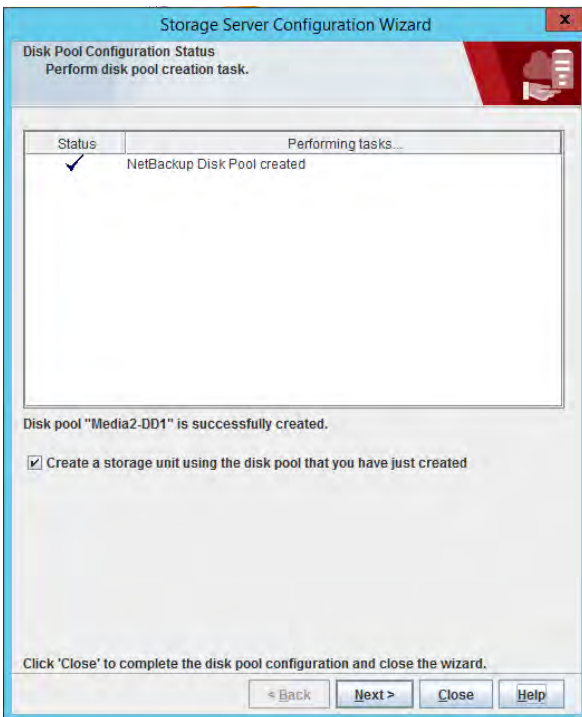 Storage Server Configuration Wizard
x
Disk Pool Configuration Status
Perform disk pool creation task.
Status Performing tasks...
NetBackup Disk Pool created
Disk pool "Media2-DD1" is successfully created.
Create a storage unit using the disk pool that you have just created
Click 'Close' to complete the disk pool configuration and close the wizard.
< Back Next > Close Help